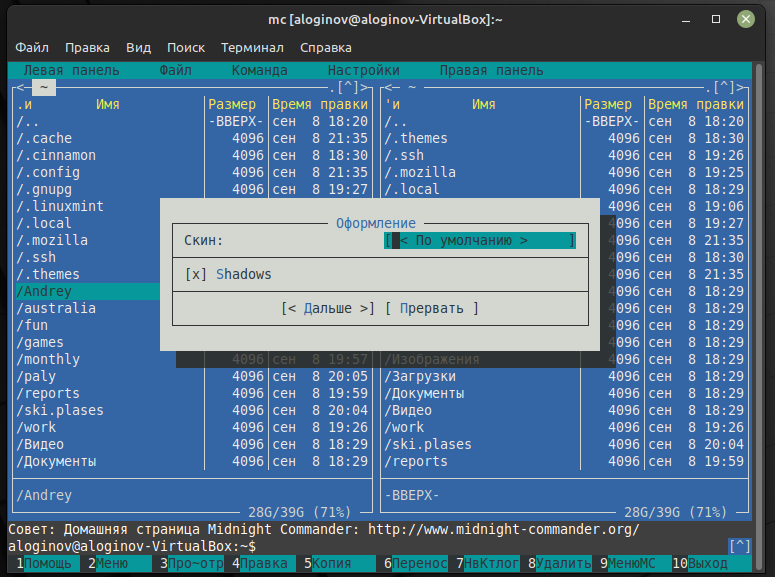 mc [aloginov@aloginov-VirtualBox]:~
Файл Правка Вид Поиск Терминал Справка
Левая панель Файл Команда Настройки Правая панель
<─ ~ .[^]> <─ ~ .[^]>
.и Имя Размер Время правки 'и Имя Размер Время правки
/.. -ВВЕРХ- сен 8 18:20 /.. -ВВЕРХ- сен 8 18:20
/.cache 4096 сен 8 21:35 /.themes 4096 сен 8 18:30
/.cinnamon 4096 сен 8 18:30 /.ssh 4096 сен 8 19:26
/.config 4096 сен 8 21:35 /.mozilla 4096 сен 8 19:25
/.gnupg 4096 сен 8 19:27 /.local 4096 сен 8 18:29
/.linuxmint 4096 сен 8 19:06
/.local Оформление 4096 сен 8 19:27
/.mozilla Скин: [ < По умолчанию > ] 4096 сен 8 21:35
/.ssh 4096 сен 8 18:30
/.themes [x] Shadows 4096 сен 8 21:35
/Andrey 4096 сен 8 18:29
/australia [< Дальше >] [ Прервать ] 4096 сен 8 18:29
/fun 4096 сен 8 18:29
/games 4096 сен 8 18:29
/monthly 4096 сен 8 19:57 /Изображения 4096 сен 8 18:29
/paly 4096 сен 8 20:05 /Загрузки 4096 сен 8 18:29
/reports 4096 сен 8 19:59 /Документы 4096 сен 8 18:29
/ski.plases 4096 сен 8 20:04 /Видео 4096 сен 8 18:29
/work 4096 сен 8 19:26 /work 4096 сен 8 19:26
/Видео 4096 сен 8 18:29 /ski.plases 4096 сен 8 20:04
/Документы 4096 сен 8 18:29 /reports 4096 сен 8 19:59
/Andrey -ВВЕРХ-
28G/39G (71%) 28G/39G (71%)
Совет: Домашняя страница Midnight Commander: http://www.midnight-commander.org/
aloginov@aloginov-VirtualBox:~$ [^]
1Помощь 2Меню 3Про~отр 4Правка 5Копия 6Перенос 7НвКтлог 8Удалить 9МенюМС 10Выход